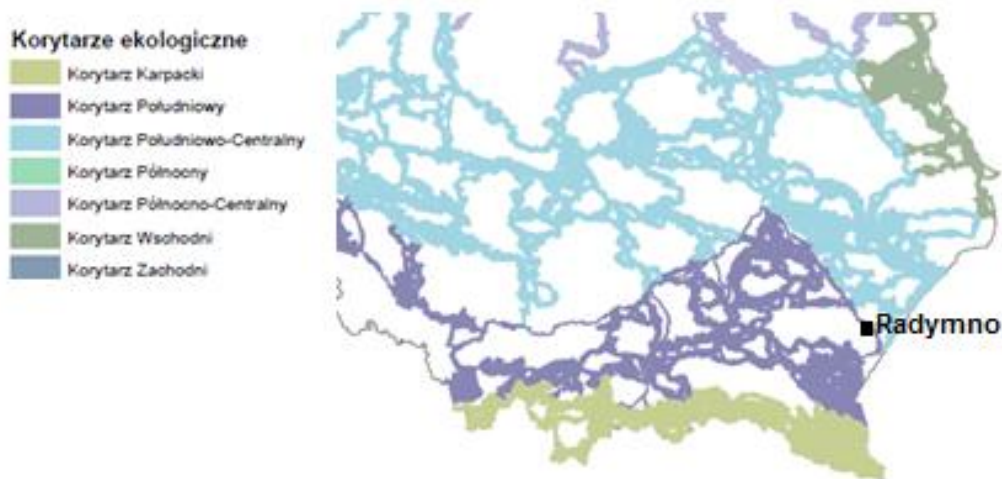 Korytarze ekologiczne
Korytarz Karpacki
Korytarz Południowy
Korytarz Południowo-Centralny
Korytarz Północny
Korytarz Północno-Centralny
Korytarz Wschodni
Korytarz Zachodni
Radymno